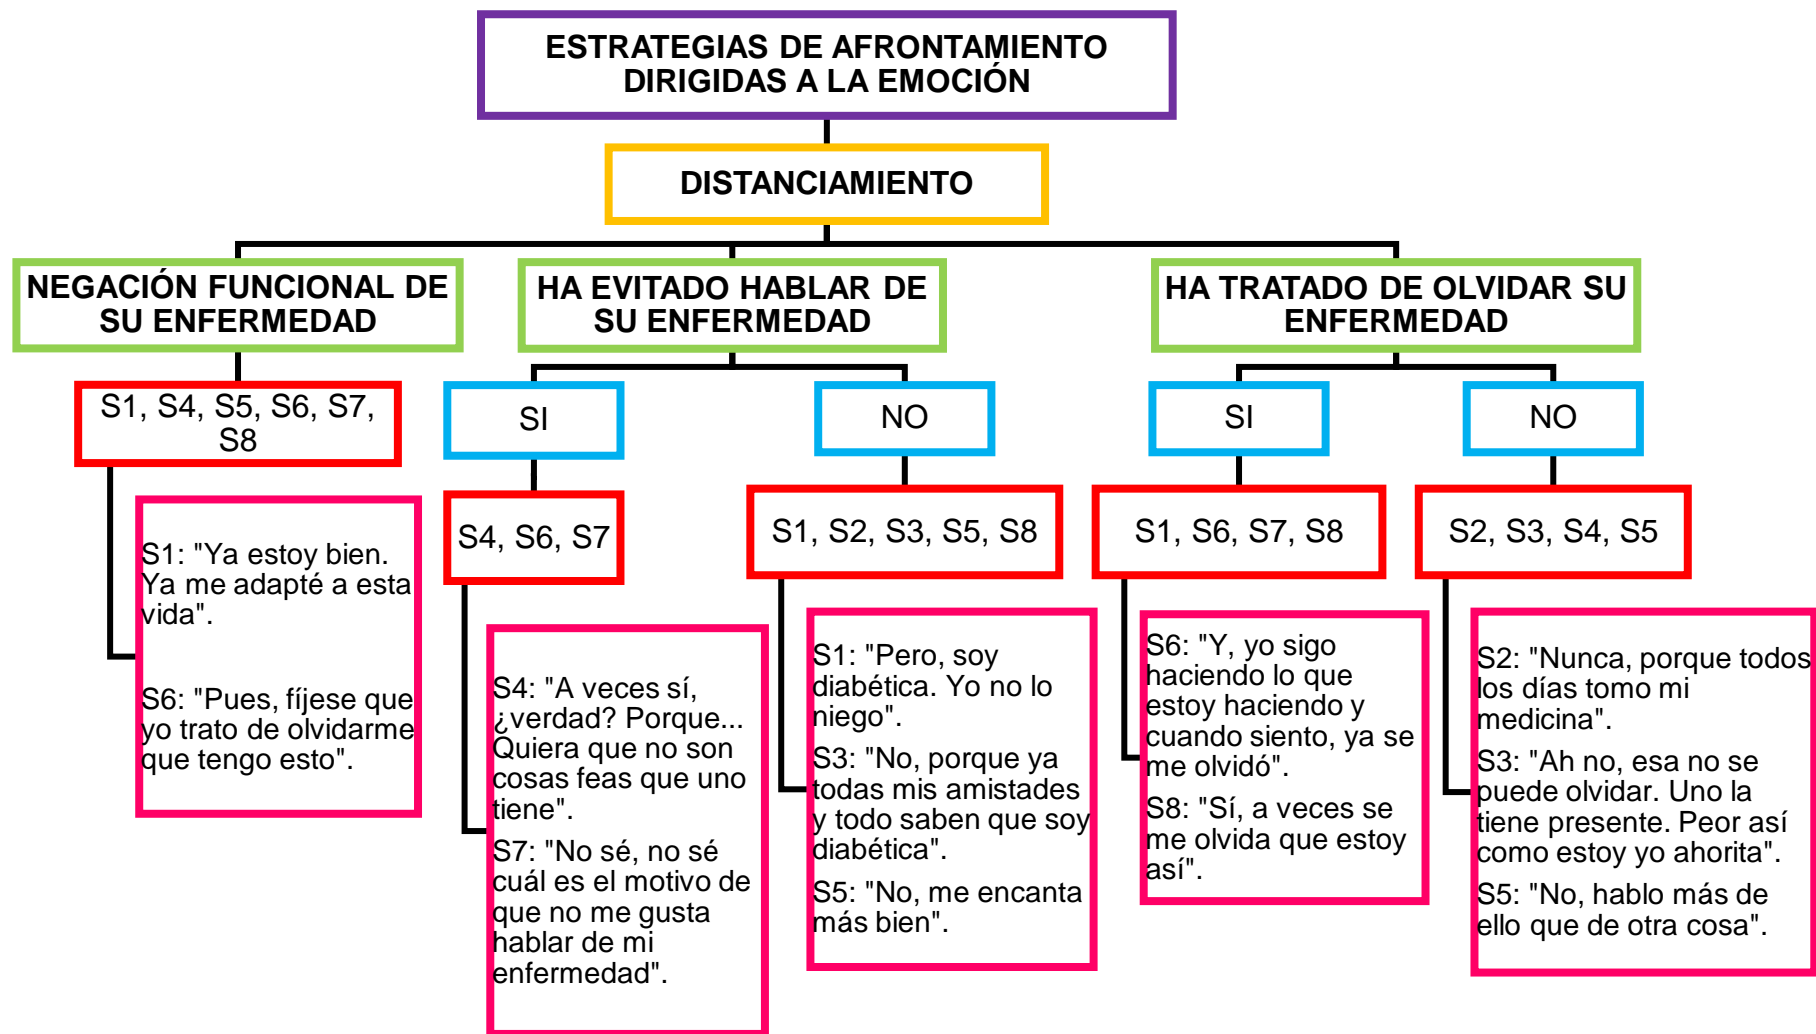 ESTRATEGIAS DE AFRONTAMIENTO
DIRIGIDAS A LA EMOCIÓN
DISTANCIAMIENTO
NEGACIÓN FUNCIONAL DE
SU ENFERMEDAD
S1, S4, S5, S6, S7,
S8
S1: "Ya estoy bien.
Ya me adapté a esta
vida".
S6: "Pues, fíjese que
yo trato de olvidarme
que tengo esto".
HA EVITADO HABLAR DE
SU ENFERMEDAD
SI
S4, S6, S7
S4: "A veces sí,
¿verdad? Porque...
Quiera que no son
cosas feas que uno
tiene".
S7: "No sé, no sé
cuál es el motivo de
que no me gusta
hablar de mi
enfermedad".
NO
S1, S2, S3, S5, S8
S1: "Pero, soy
diabética. Yo no lo
niego".
S3: "No, porque ya
todas mis amistades
y todo saben que soy
diabética".
S5: "No, me encanta
más bien".
HA TRATADO DE OLVIDAR SU
ENFERMEDAD
SI
S1, S6, S7, S8
S6: "Y, yo sigo
haciendo lo que
estoy haciendo y
cuando siento, ya se
me olvidó".
S8: "Sí, a veces se
me olvida que estoy
así".
NO
S2, S3, S4, S5
S2: "Nunca, porque todos
los días tomo mi
medicina".
S3: "Ah no, esa no se
puede olvidar. Uno la
tiene presente. Peor así
como estoy yo ahorita".
S5: "No, hablo más de
ello que de otra cosa".